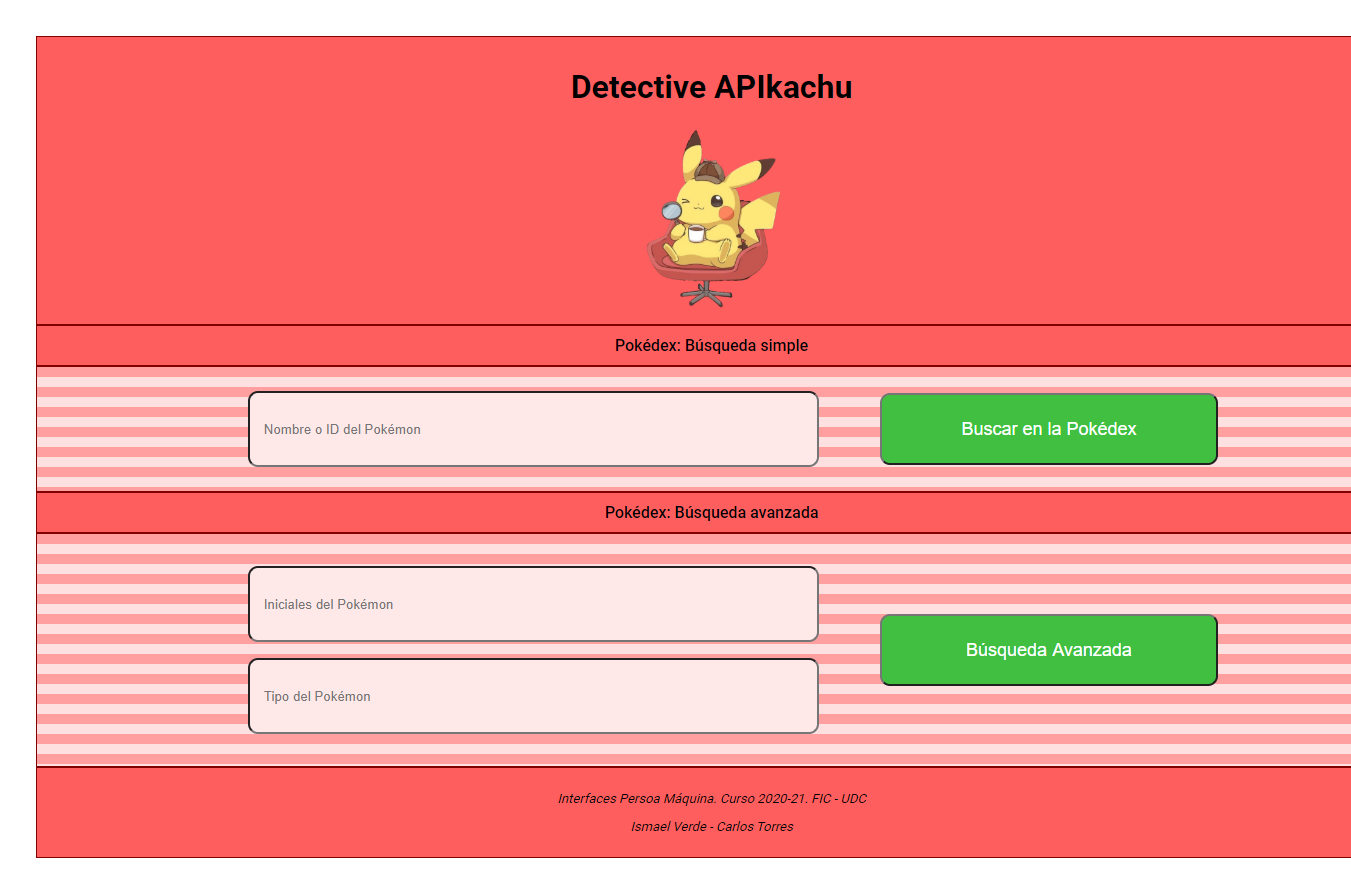 Detective APIkachu
Pokédex: Búsqueda simple
Nombre o ID del Pokémon
Buscar en la Pokédex
Pokédex: Búsqueda avanzada
Iniciales del Pokémon
Tipo del Pokémon
Búsqueda Avanzada
Interfaces Persoa Máquina. Curso 2020-21. FIC - UDC
Ismael Verde - Carlos Torres